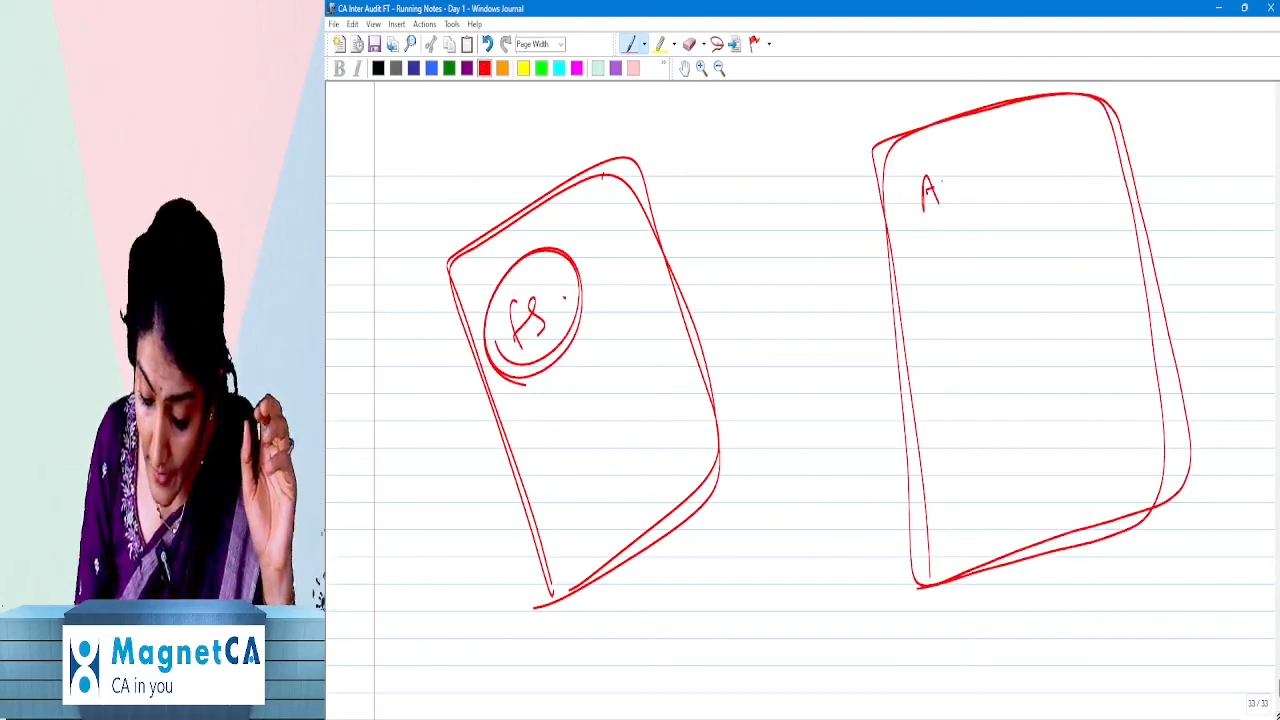 CA Inter Audit FT - Running Notes - Day 1 - Windows Journal
File Edit View Insert Actions Tools Help
Page Width
B I
FS
A
MagnetCA
CA in you
33 / 33